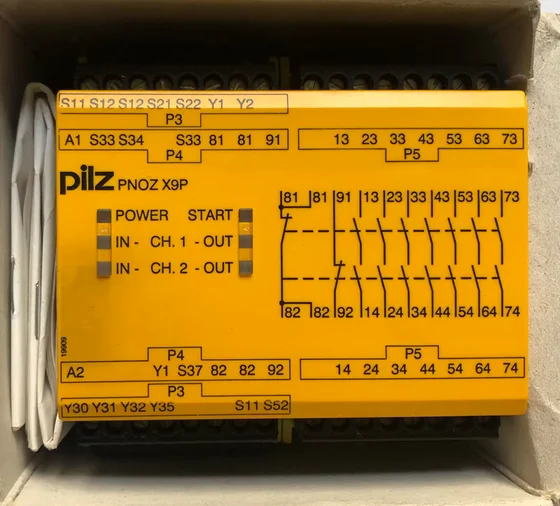 S11 S12 S12 S21 S22 Y1 Y2
P3
A1 S33 S34 S33 81 81 91
P4
13 23 33 43 53 63 73
P5
pilz PNOZ X9P
POWER START
IN - CH. 1 - OUT
IN - CH. 2 - OUT
81 81 91 13 23 33 43 53 63 73
82 82 92 14 24 34 44 54 64 74
19909
P4
A2 Y1 S37 82 82 92
P3
Y30 Y31 Y32 Y35 S11 S52
P5
14 24 34 44 54 64 74